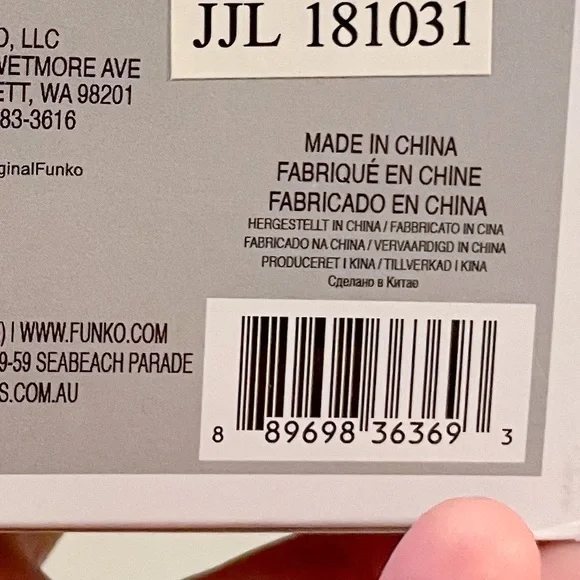 JJL 181031
O, LLC
WETMORE AVE
ETT, WA 98201
83-3616
ginalFunko
MADE IN CHINA
FABRIQUÉ EN CHINE
FABRICADO EN CHINA
HERGESTELLT IN CHINA / FABBRICATO IN CINA
FABRICADO NA CHINA / VERVAARDIGD IN CHINA
PRODUCERET I KINA / TILLVERKAD I KINA
Сделано в Китае
) | WWW.FUNKO.COM
9-59 SEABEACH PARADE
S.COM.AU
8 89698 36369 3